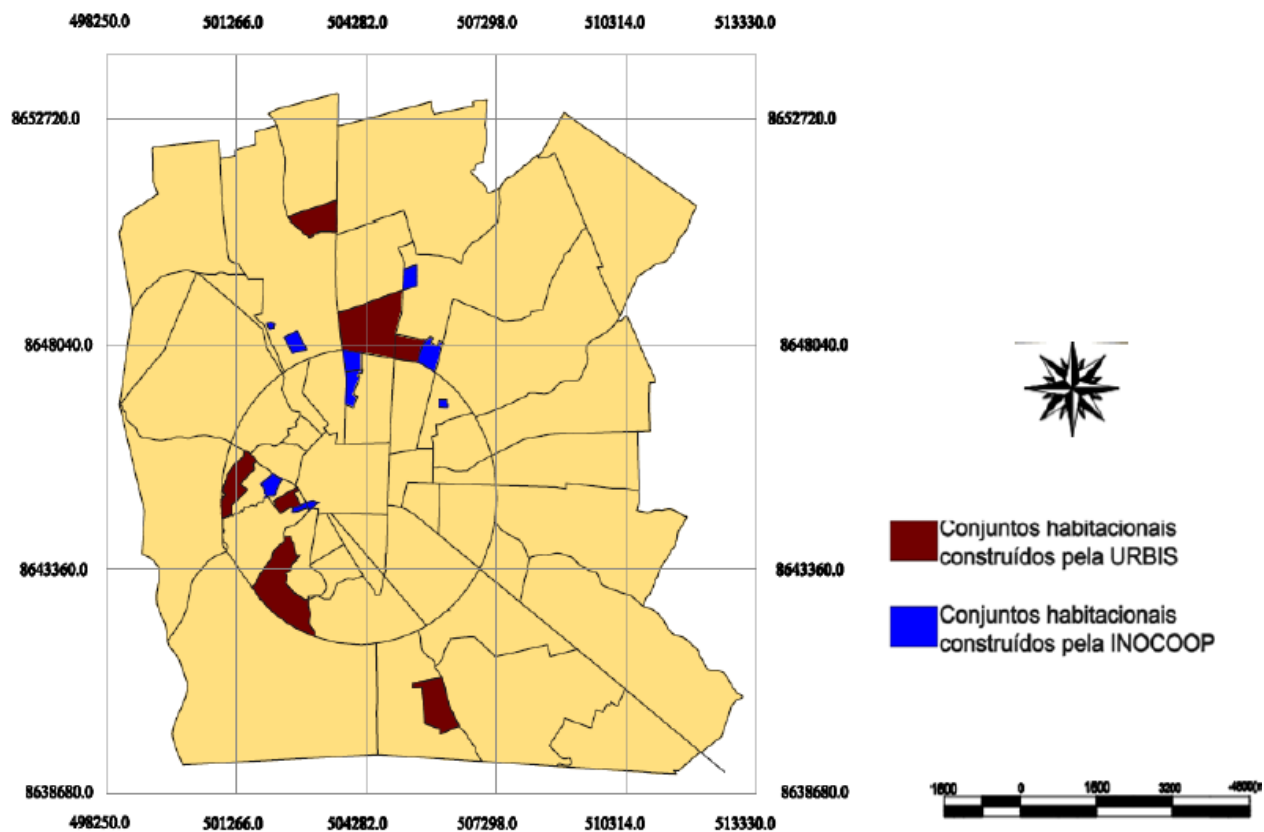 498250.0 501266.0 504282.0 507298.0 510314.0 513330.0
8652720.0 8652720.0
8648040.0 8648040.0
Conjuntos habitacionais
construídos pela URBIS
8643360.0 8643360.0
Conjuntos habitacionais
construídos pela INOCOOP
8638680.0 8638680.0
1600 0 1600 3200
498250.0 501266.0 504282.0 507298.0 510314.0 513330.0